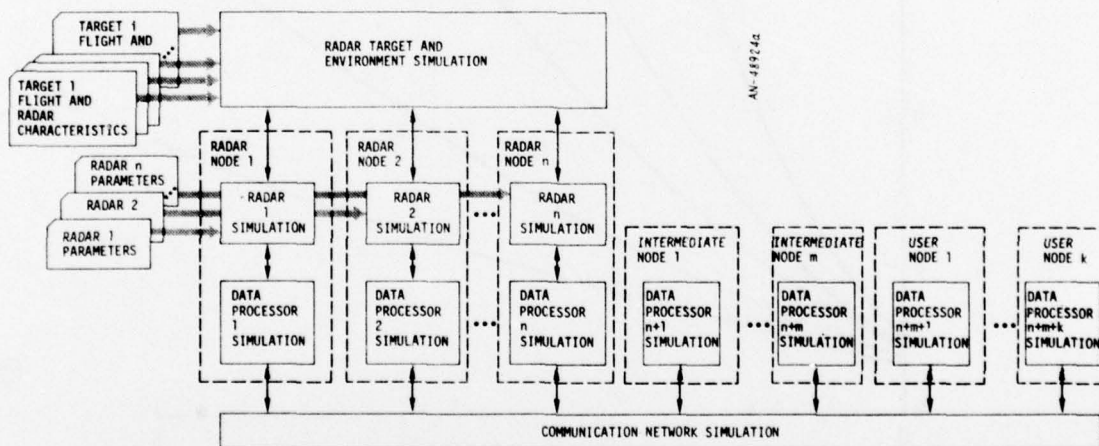 TARGET i
FLIGHT AND
TARGET 1
FLIGHT AND
RADAR
CHARACTERISTICS
RADAR TARGET AND
ENVIRONMENT SIMULATION
AN-48924a
RADAR
NODE 1
RADAR
NODE 2
RADAR
NODE n
RADAR n
PARAMETERS
RADAR 2
RADAR 1
PARAMETERS
RADAR
1
SIMULATION
RADAR
2
SIMULATION
RADAR
n
SIMULATION
INTERMEDIATE
NODE 1
INTERMEDIATE
NODE m
USER
NODE 1
USER
NODE k
DATA
PROCESSOR
1
SIMULATION
DATA
PROCESSOR
2
SIMULATION
DATA
PROCESSOR
n
SIMULATION
DATA
PROCESSOR
n+1
SIMULATION
DATA
PROCESSOR
n+m
SIMULATION
DATA
PROCESSOR
n+m+1
SIMULATION
DATA
PROCESSOR
n+m+k
SIMULATION
COMMUNICATION NETWORK SIMULATION